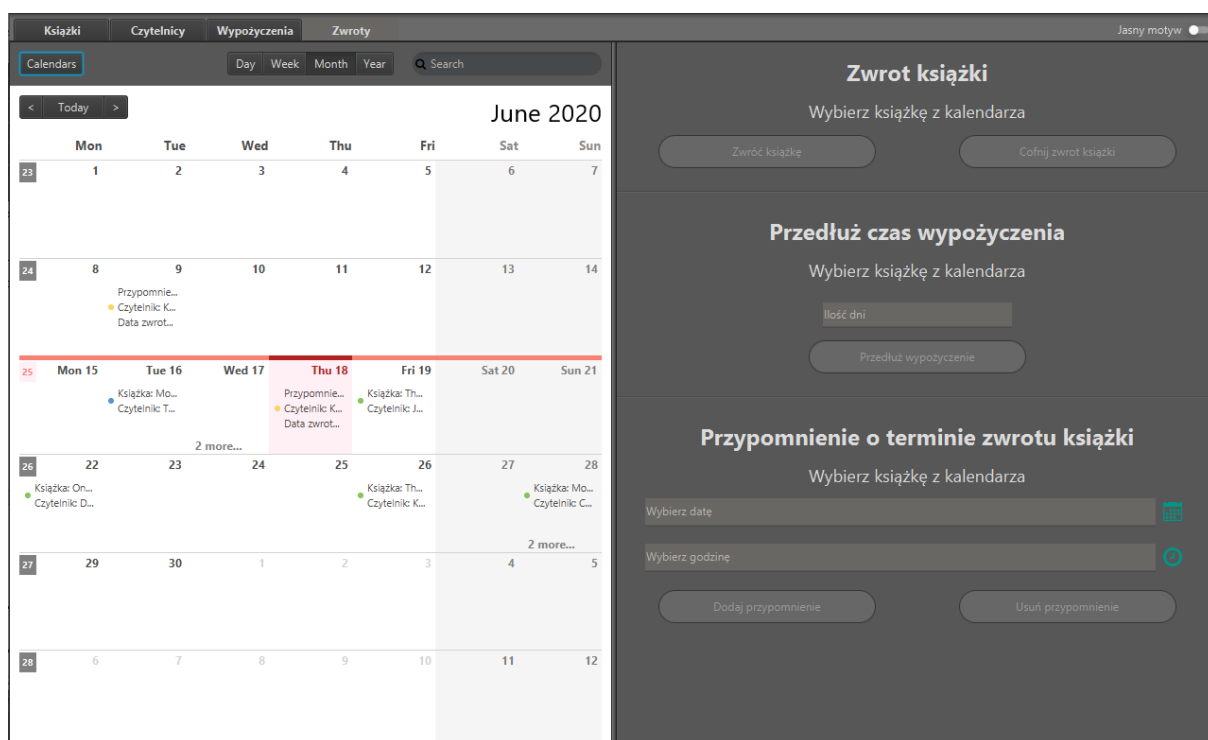 Książki Czytelnicy Wypożyczenia Zwroty Jasny motyw
Calendars Day Week Month Year Search
< Today > June 2020
Mon Tue Wed Thu Fri Sat Sun
23 1 2 3 4 5 6 7
24 8 9 10 11 12 13 14
Przypomnie...
Czytelnik: K...
Data zwrot...
25 Mon 15 Tue 16 Wed 17 Thu 18 Fri 19 Sat 20 Sun 21
Książka: Mo... Przypomnie... Książka: Th...
Czytelnik: T... Czytelnik: K... Czytelnik: J...
Data zwrot...
2 more...
26 22 23 24 25 26 27 28
Książka: On... Książka: Th... Książka: Mo...
Czytelnik: D... Czytelnik: K... Czytelnik: C...
2 more...
27 29 30 1 2 3 4 5
28 6 7 8 9 10 11 12
Zwrot książki
Wybierz książkę z kalendarza
Zwróć książkę Cofnij zwrot książki
Przedłuż czas wypożyczenia
Wybierz książkę z kalendarza
Ilość dni
Przedłuż wypożyczenie
Przypomnienie o terminie zwrotu książki
Wybierz książkę z kalendarza
Wybierz datę
Wybierz godzinę
Dodaj przypomnienie Usuń przypomnienie